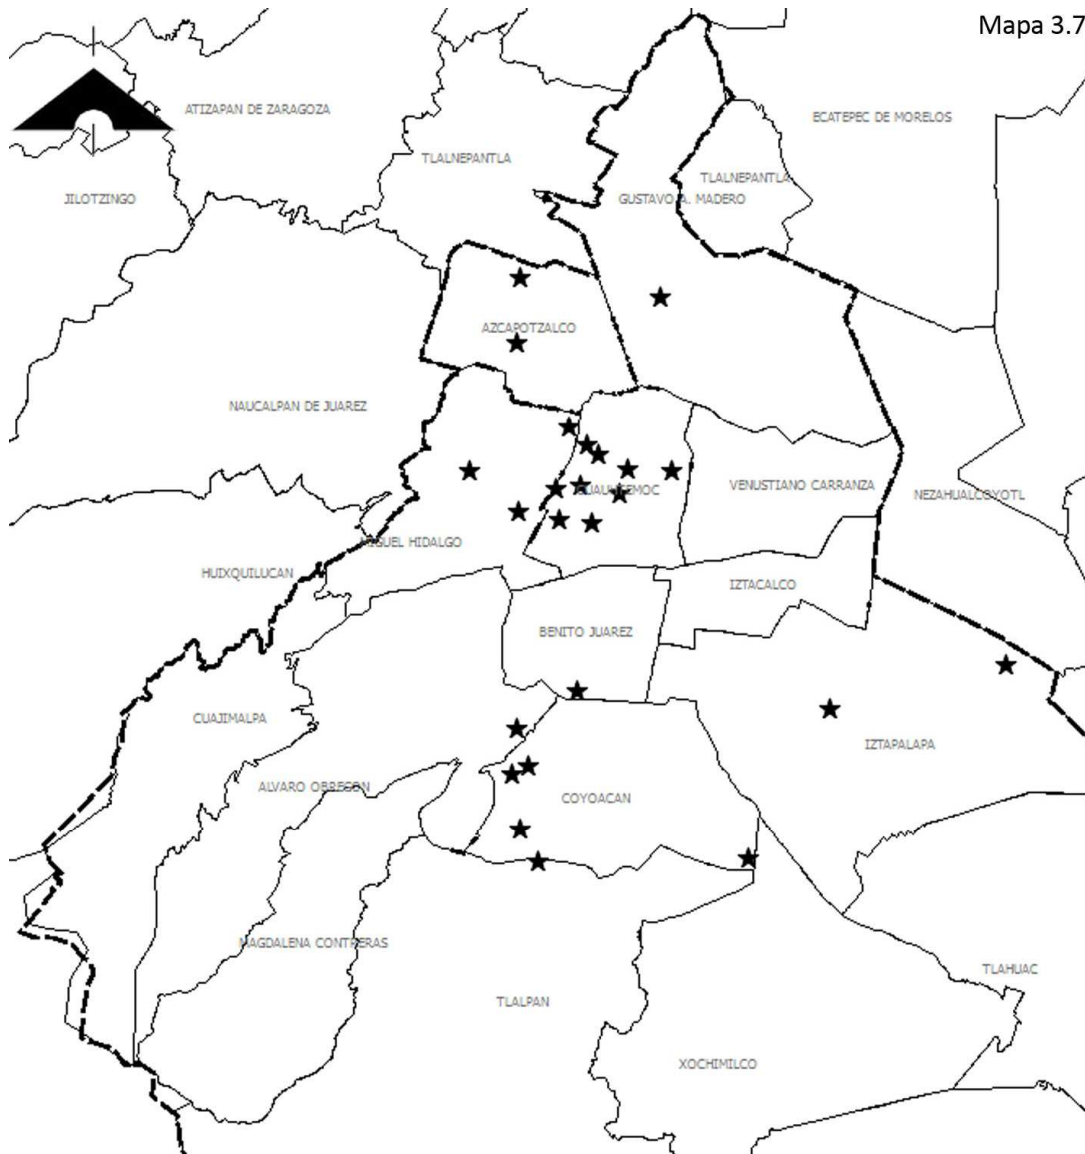 Mapa 3.7
ATIZAPAN DE ZARAGOZA
ECATEPEC DE MORELOS
TLALNEPANTLA
TLALNEPANTLA
JILOTZINGO
GUSTAVO A. MADERO
AZCAPOTZALCO
NAUCALPAN DE JUAREZ
VENUSTIANO CARRANZA
CUAUHTEMOC
NEZAHUALCOYOTL
MIGUEL HIDALGO
HUIXQUILUCAN
IZTACALCO
BENITO JUAREZ
CUAJIMALPA
IZTAPALAPA
ALVARO OBREGON
COYOACAN
MAGDALENA CONTRERAS
TLAHUAC
TLALPAN
XOCHIMILCO